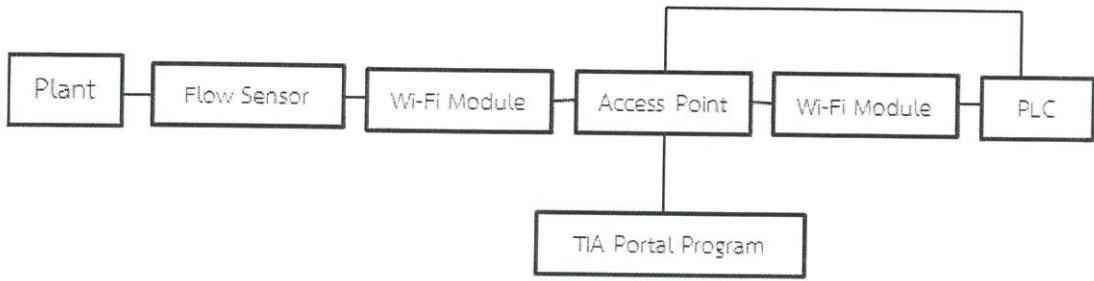 Plant
Flow Sensor
Wi-Fi Module
Access Point
Wi-Fi Module
PLC
TIA Portal Program